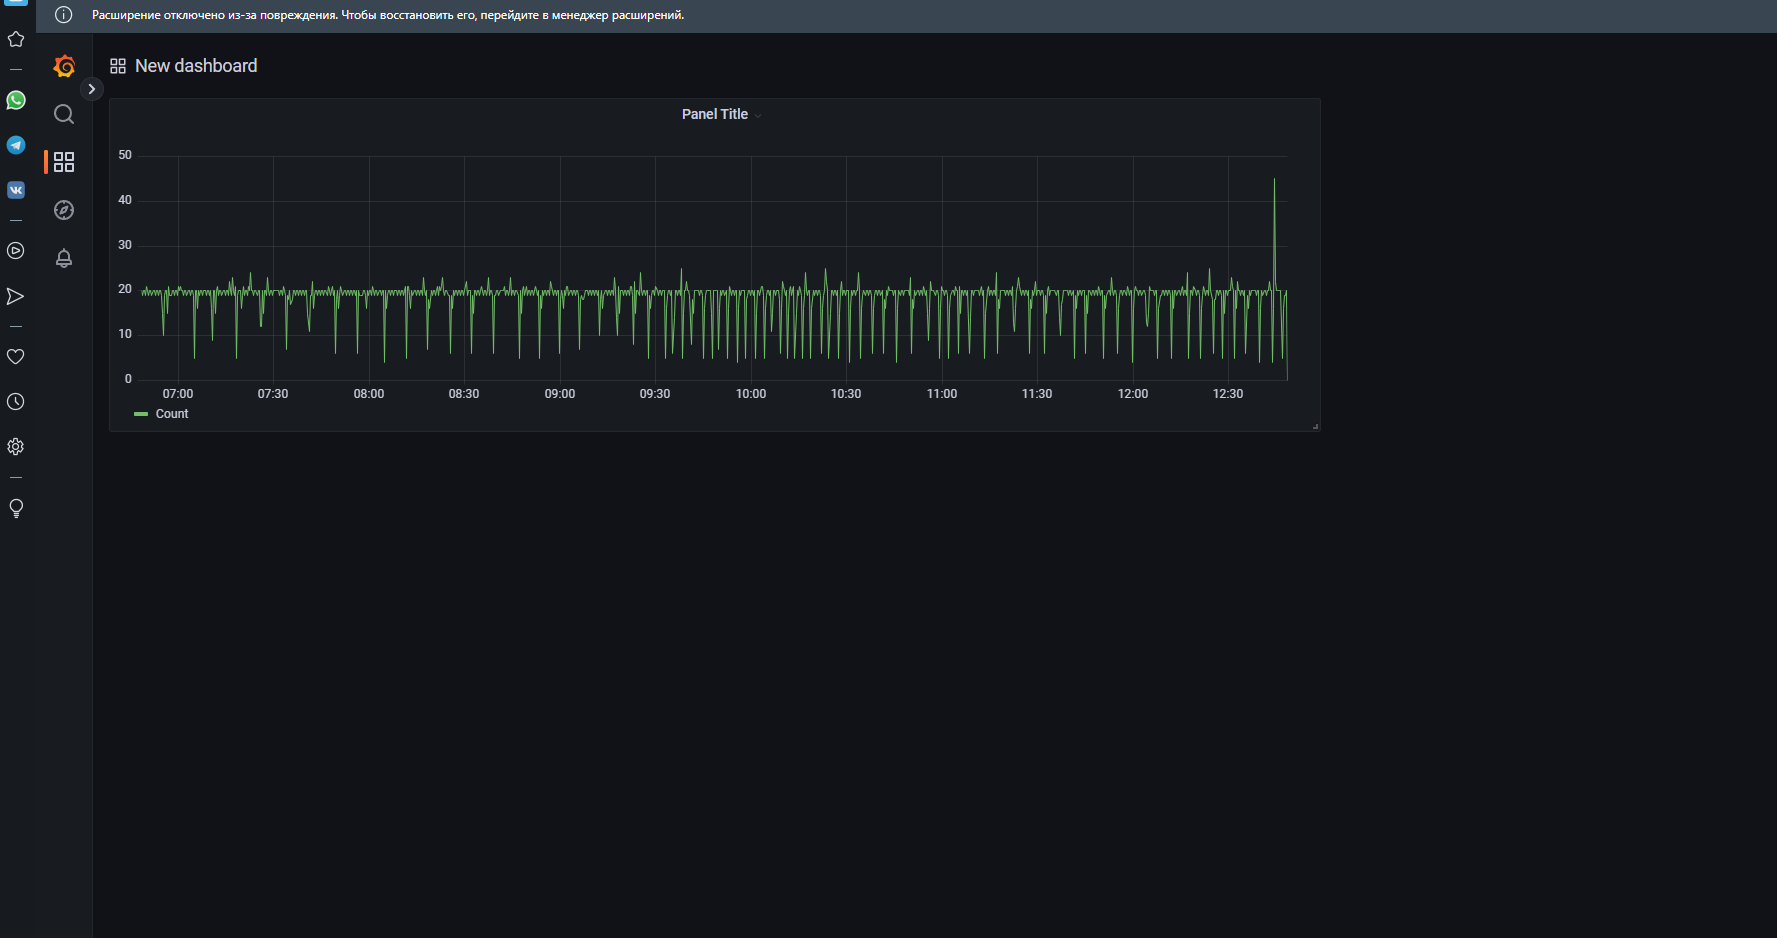 Расширение отключено из-за повреждения. Чтобы восстановить его, перейдите в менеджер расширений.
New dashboard
Panel Title
50
40
30
20
10
0
07:00 07:30 08:00 08:30 09:00 09:30 10:00 10:30 11:00 11:30 12:00 12:30
Count